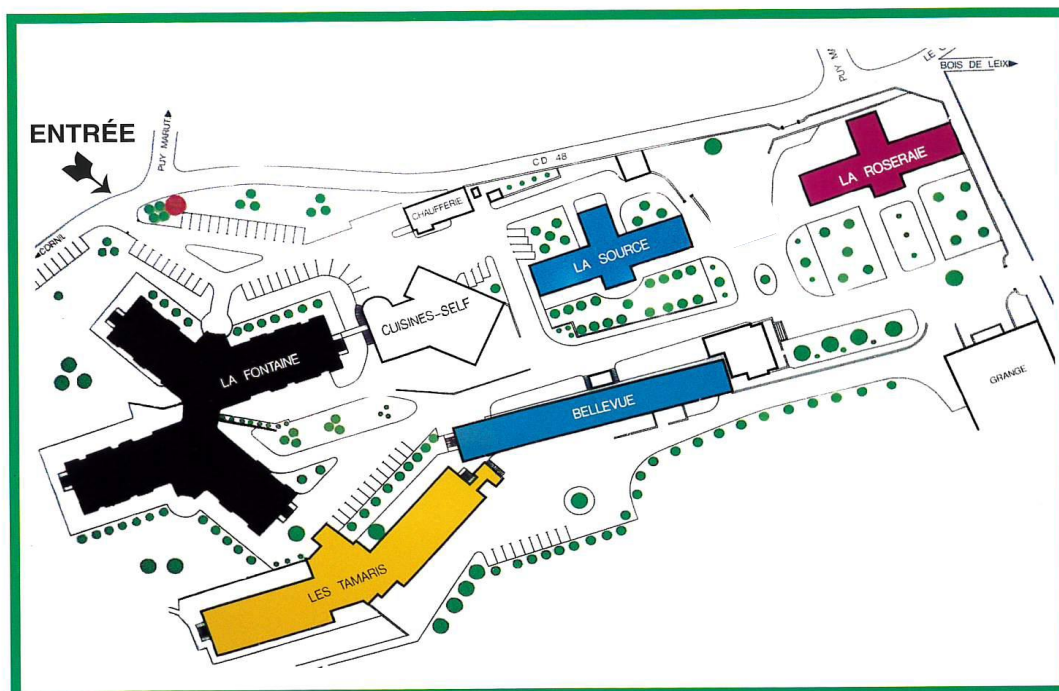 ENTRÉE
PUY MARUT
CORNIL
CD 48
PUY M
LE
BOIS DE LEIX
CHAUFFERIE
LA ROSERAIE
LA SOURCE
CUISINES-SELF
LA FONTAINE
BELLEVUE
GRANGE
LES TAMARIS